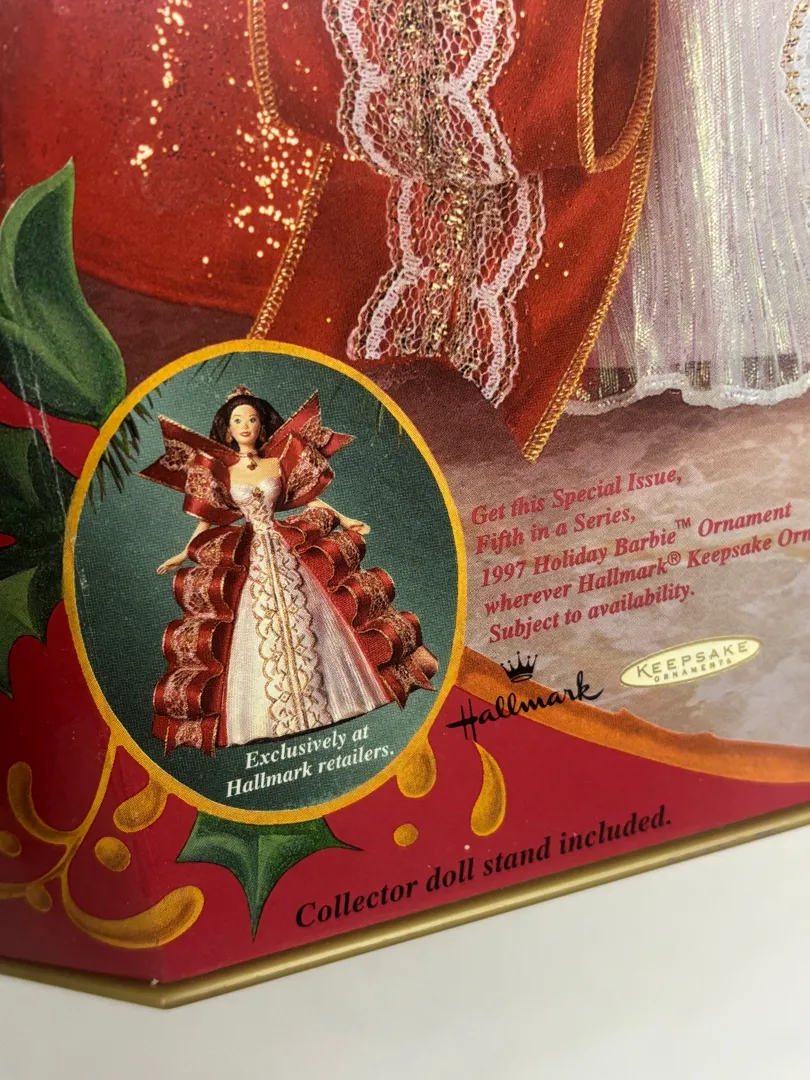 Get this Special Issue,
Fifth in a Series,
1997 Holiday Barbie™ Ornament
wherever Hallmark® Keepsake
Subject to availability.
Hallmark
KEEPSAKE
ORNAMENTS
Exclusively at
Hallmark retailers.
Collector doll stand included.